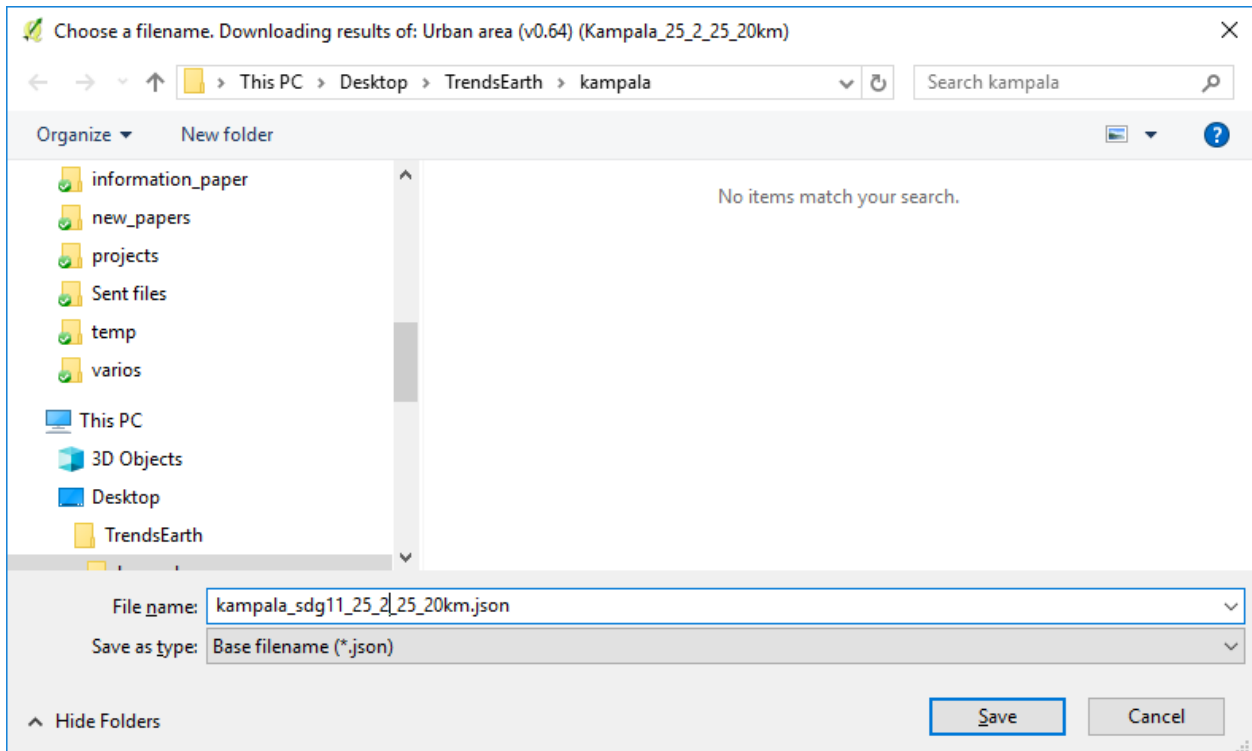 Choose a filename. Downloading results of: Urban area (v0.64) (Kampala_25_2_25_20km)
This PC > Desktop > TrendsEarth > kampala
Search kampala
Organize
New folder
?
information_paper
No items match your search.
new_papers
projects
Sent files
temp
varios
This PC
3D Objects
Desktop
TrendsEarth
File name: kampala_sdg11_25_2_25_20km.json
Save as type: Base filename (*.json)
Hide Folders
Save
Cancel